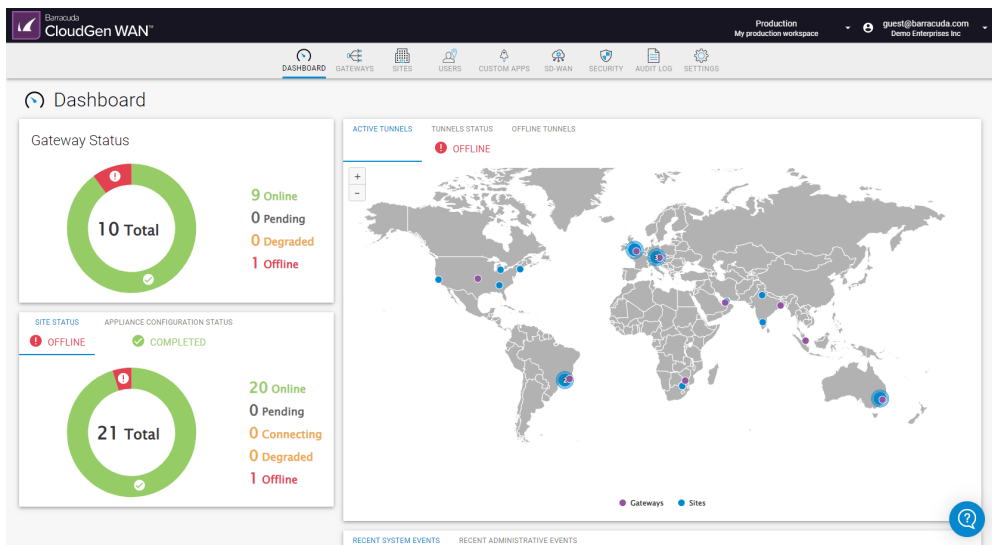 Barracuda
CloudGen WAN™
Production
My production workspace
guest@barracuda.com
Demo Enterprises Inc
DASHBOARD GATEWAYS SITES USERS CUSTOM APPS SD-WAN SECURITY AUDIT LOG SETTINGS
Dashboard
Gateway Status
10 Total
9 Online
0 Pending
0 Degraded
1 Offline
SITE STATUS APPLIANCE CONFIGURATION STATUS
OFFLINE COMPLETED
21 Total
20 Online
0 Pending
0 Connecting
0 Degraded
1 Offline
ACTIVE TUNNELS TUNNELS STATUS OFFLINE TUNNELS
OFFLINE
+
-
3
2
Gateways Sites
RECENT SYSTEM EVENTS RECENT ADMINISTRATIVE EVENTS